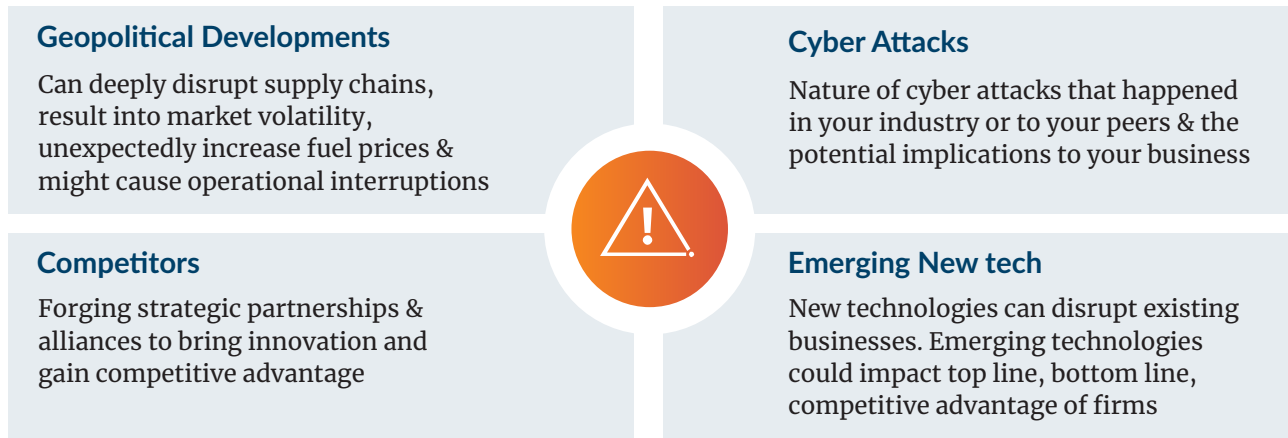 Geopolitical Developments
Can deeply disrupt supply chains,
result into market volatility,
unexpectedly increase fuel prices &
might cause operational interruptions
Cyber Attacks
Nature of cyber attacks that happened
in your industry or to your peers & the
potential implications to your business
Competitors
Forging strategic partnerships &
alliances to bring innovation and
gain competitive advantage
Emerging New tech
New technologies can disrupt existing
businesses. Emerging technologies
could impact top line, bottom line,
competitive advantage of firms